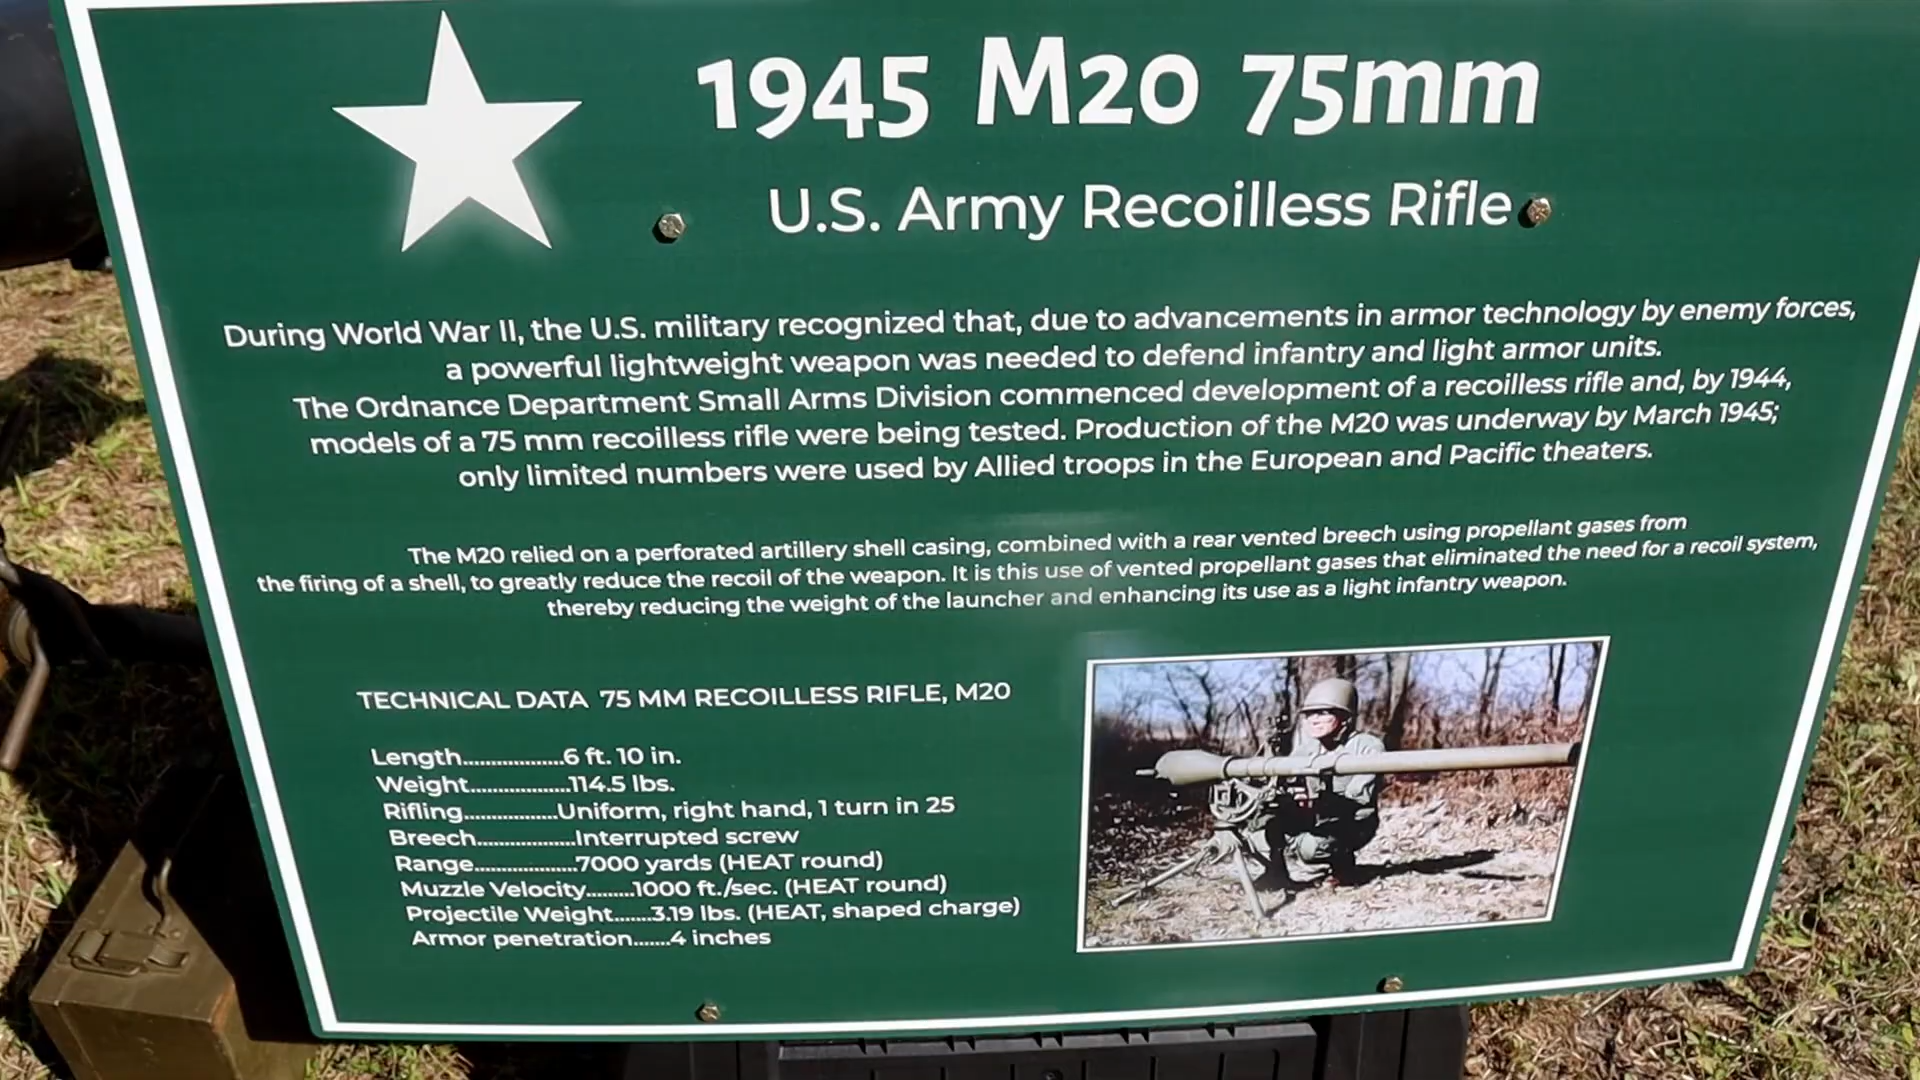 1945 M20 75mm
U.S. Army Recoilless Rifle
During World War II, the U.S. military recognized that, due to advancements in armor technology by enemy forces,
a powerful lightweight weapon was needed to defend infantry and light armor units.
The Ordnance Department Small Arms Division commenced development of a recoilless rifle and, by 1944,
models of a 75 mm recoilless rifle were being tested. Production of the M20 was underway by March 1945;
only limited numbers were used by Allied troops in the European and Pacific theaters.
The M20 relied on a perforated artillery shell casing, combined with a rear vented breech using propellant gases from
the firing of a shell, to greatly reduce the recoil of the weapon. It is this use of vented propellant gases that eliminated the need for a recoil system,
thereby reducing the weight of the launcher and enhancing its use as a light infantry weapon.
TECHNICAL DATA 75 MM RECOILLESS RIFLE, M20
Length...................6 ft. 10 in.
Weight...................114.5 lbs.
Rifling.................Uniform, right hand, 1 turn in 25
Breech..................Interrupted screw
Range...................7000 yards (HEAT round)
Muzzle Velocity.........1000 ft./sec. (HEAT round)
Projectile Weight.......3.19 lbs. (HEAT, shaped charge)
Armor penetration.......4 inches